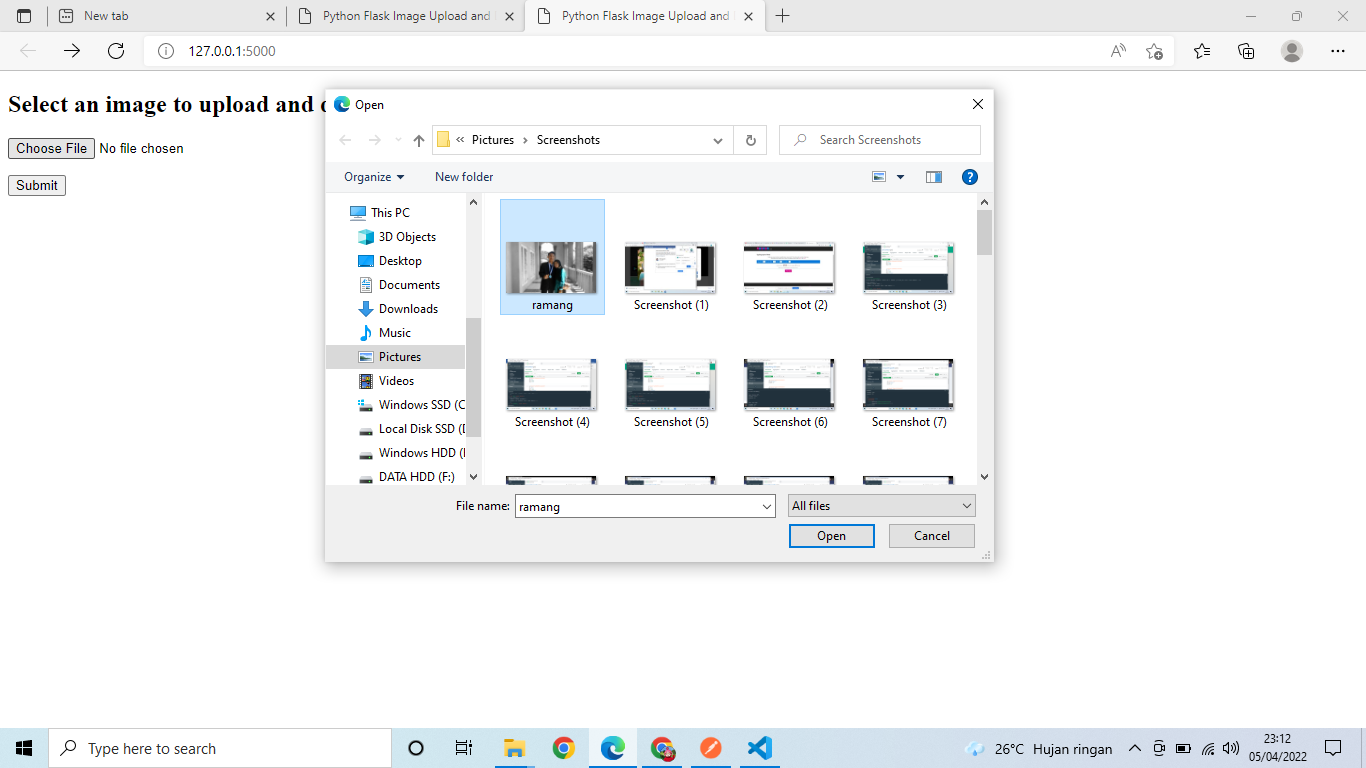 New tab
Python Flask Image Upload and
Python Flask Image Upload and
127.0.0.1:5000
Select an image to upload and
Choose File No file chosen
Submit
Open
« Pictures › Screenshots
Search Screenshots
Organize
New folder
This PC
3D Objects
Desktop
Documents
Downloads
Music
Pictures
Videos
Windows SSD (C
Local Disk SSD (D
Windows HDD (
DATA HDD (F:)
ramang
Screenshot (1)
Screenshot (2)
Screenshot (3)
Screenshot (4)
Screenshot (5)
Screenshot (6)
Screenshot (7)
File name: ramang
All files
Open
Cancel
Type here to search
26°C Hujan ringan
23:12
05/04/2022